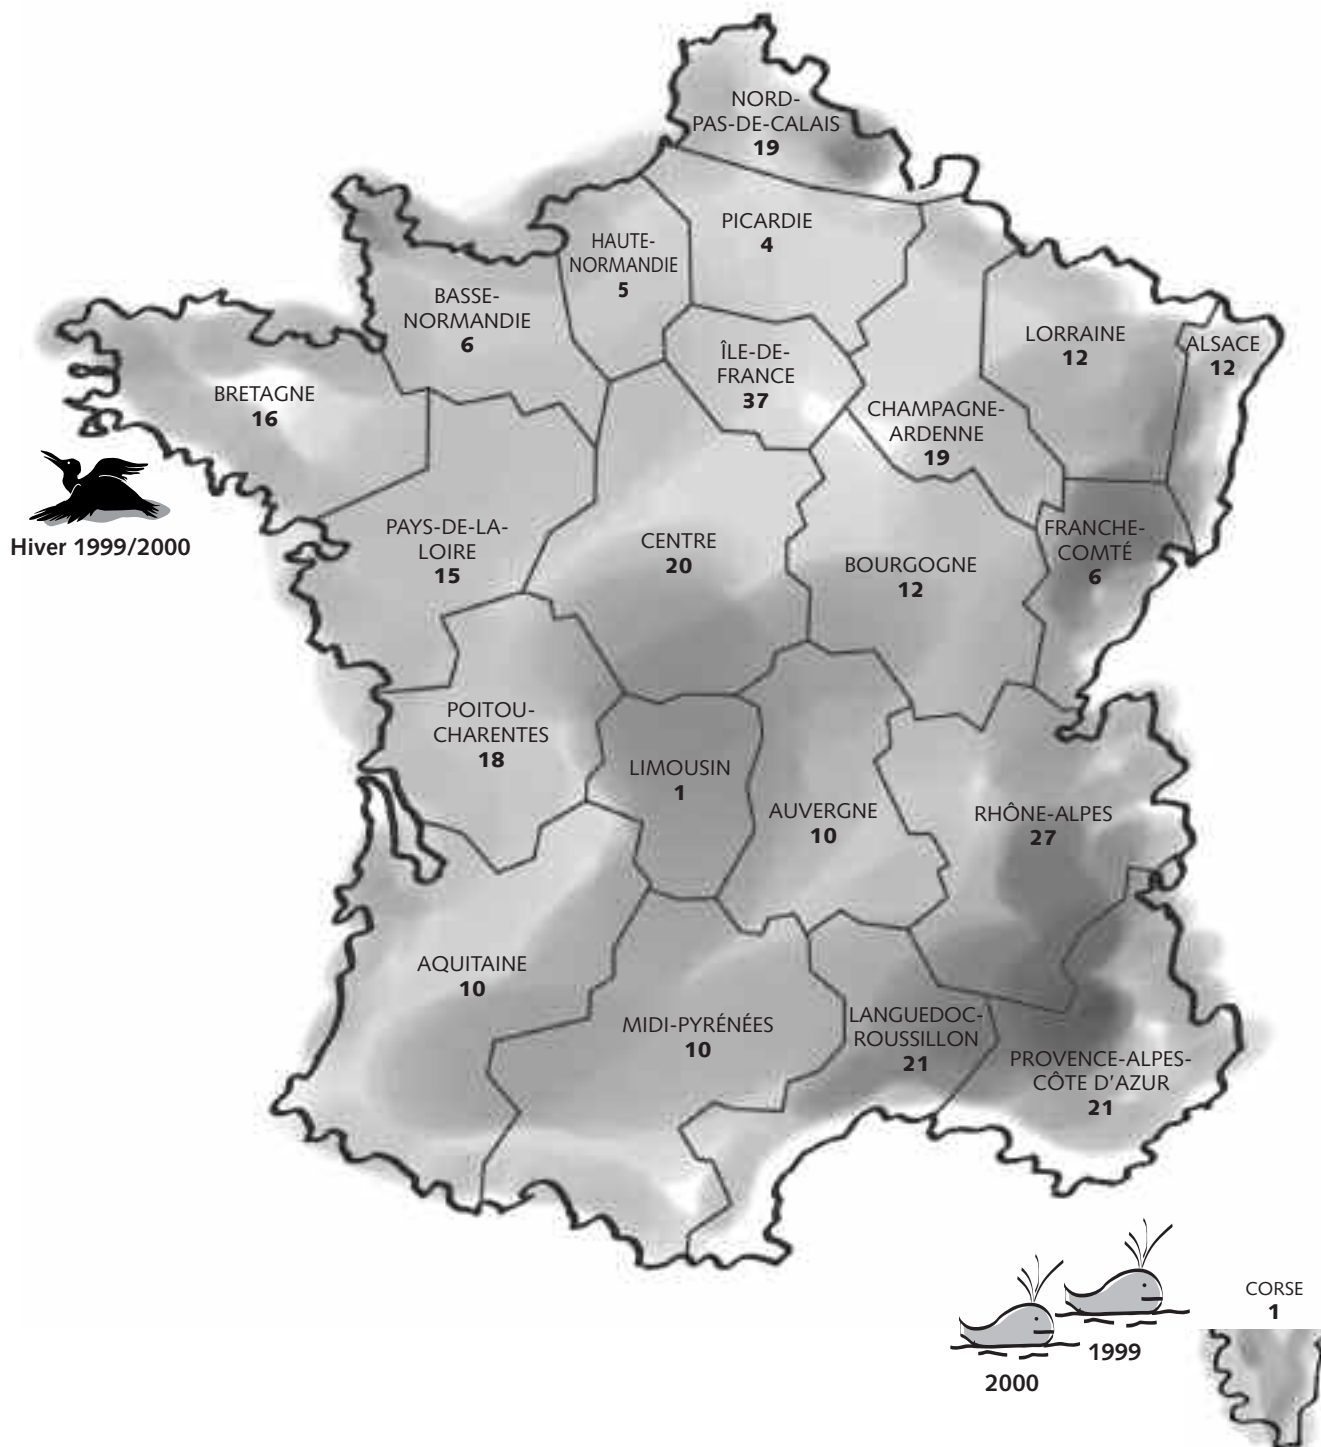 NORD-
PAS-DE-CALAIS
19
PICARDIE
4
HAUTE-
NORMANDIE
5
BASSE-
NORMANDIE
6
ÎLE-DE-
FRANCE
37
LORRAINE
12
ALSACE
12
BRETAGNE
16
CHAMPAGNE-
ARDENNE
19
Hiver 1999/2000
PAYS-DE-LA-
LOIRE
15
CENTRE
20
BOURGOGNE
12
FRANCHE-
COMTÉ
6
POITOU-
CHARENTES
18
LIMOUSIN
1
AUVERGNE
10
RHÔNE-ALPES
27
AQUITAINE
10
MIDI-PYRÉNÉES
10
LANGUEDOC-
ROUSSILLON
21
PROVENCE-ALPES-
CÔTE D'AZUR
21
CORSE
1
1999
2000